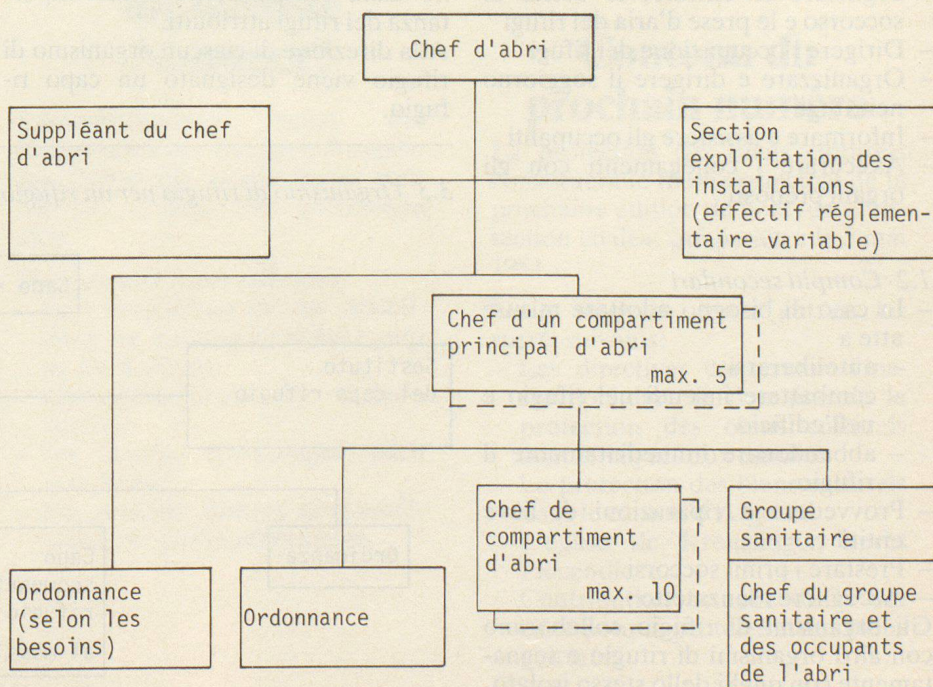 Chef d'abri
Suppléant du chef
d'abri
Section
exploitation des
installations
(effectif réglemen-
taire variable)
Chef d'un compartiment
principal d'abri
max. 5
Chef de
compartiment
d'abri
max. 10
Groupe
sanitaire
Chef du groupe
sanitaire et
des occupants
de l'abri
Ordonnance
(selon les
besoins)
Ordonnance